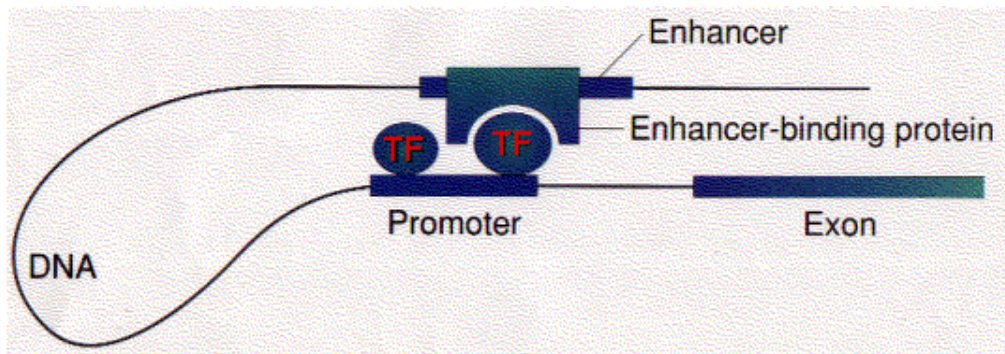 Enhancer
TF
TF
Enhancer-binding protein
Promoter
Exon
DNA